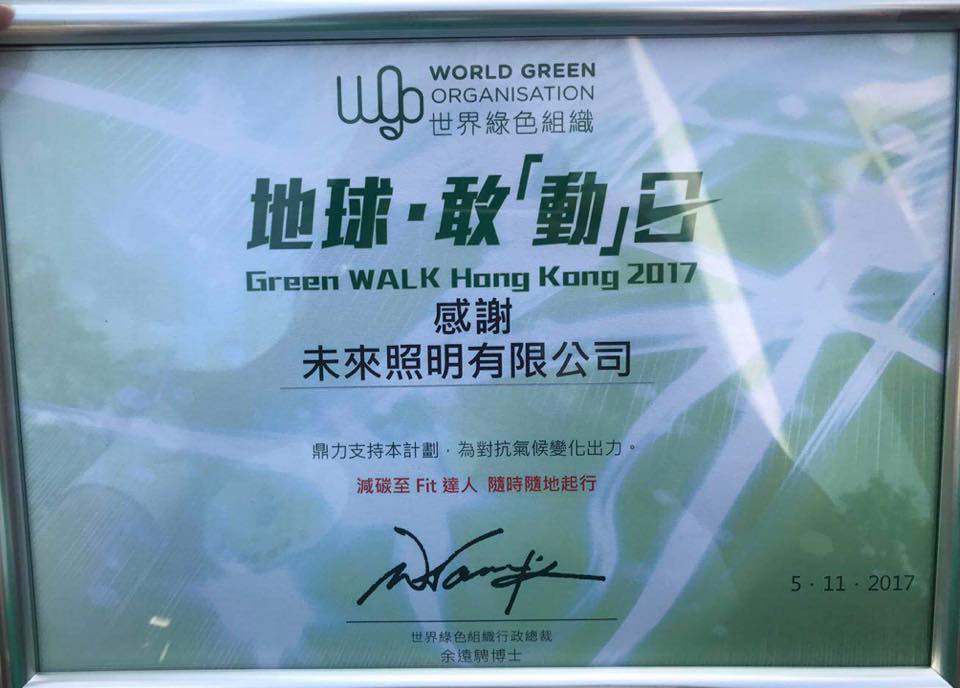 wgo
WORLD GREEN
ORGANISATION
世界綠色組織
地球·敢「動」日
Green WALK Hong Kong 2017
感謝
未來照明有限公司
鼎力支持本計劃，為對抗氣候變化出力。
減碳至 Fit 達人 隨時隨地起行
5·11·2017
世界綠色組織行政總裁
余遠騁博士